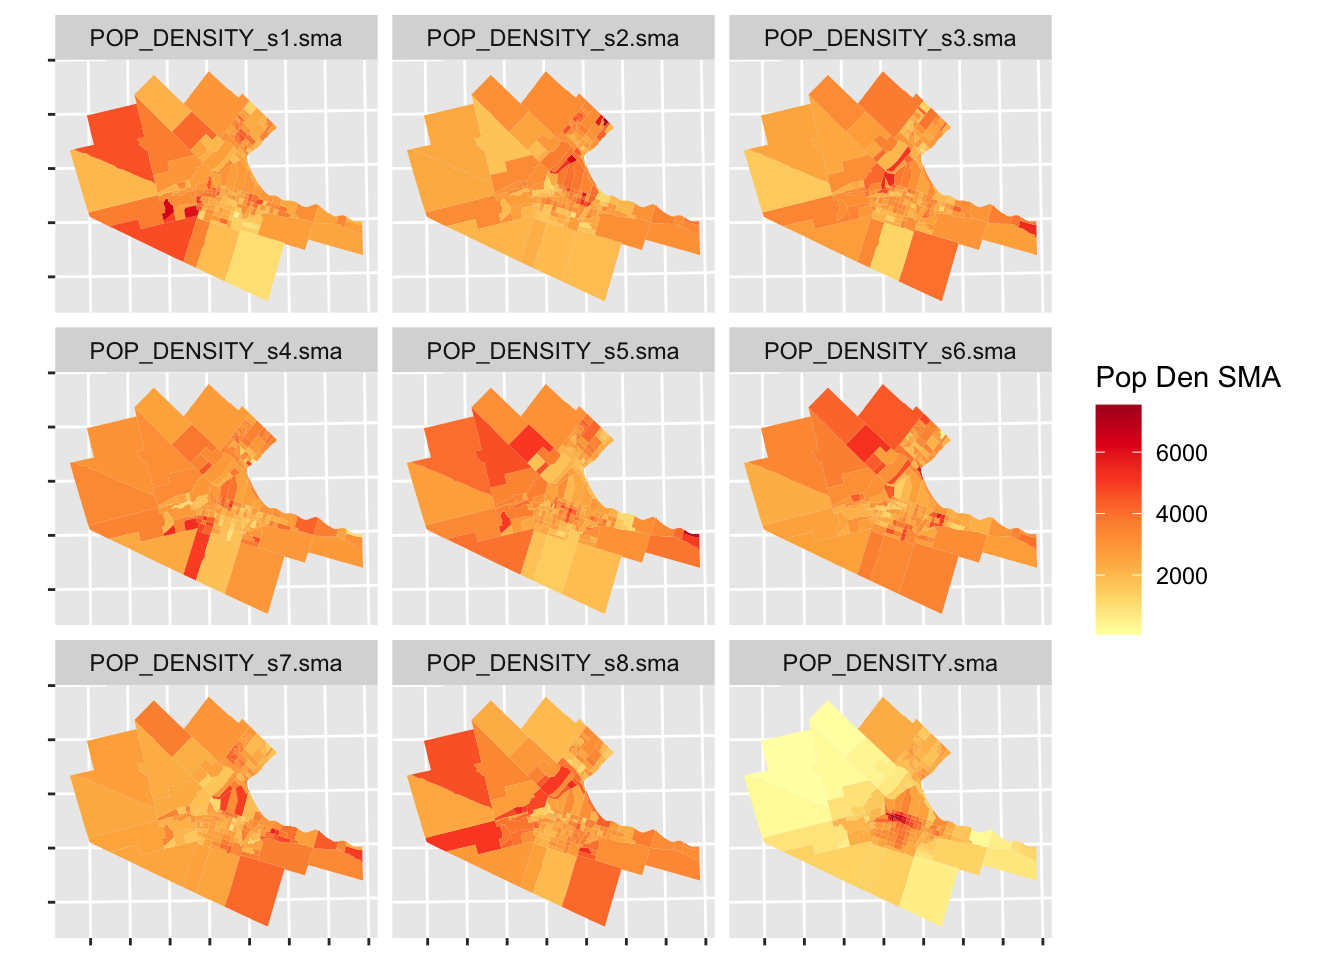 POP_DENSITY_s1.sma
POP_DENSITY_s2.sma
POP_DENSITY_s3.sma
POP_DENSITY_s4.sma
POP_DENSITY_s5.sma
POP_DENSITY_s6.sma
Pop Den SMA
6000
4000
2000
POP_DENSITY_s7.sma
POP_DENSITY_s8.sma
POP_DENSITY.sma